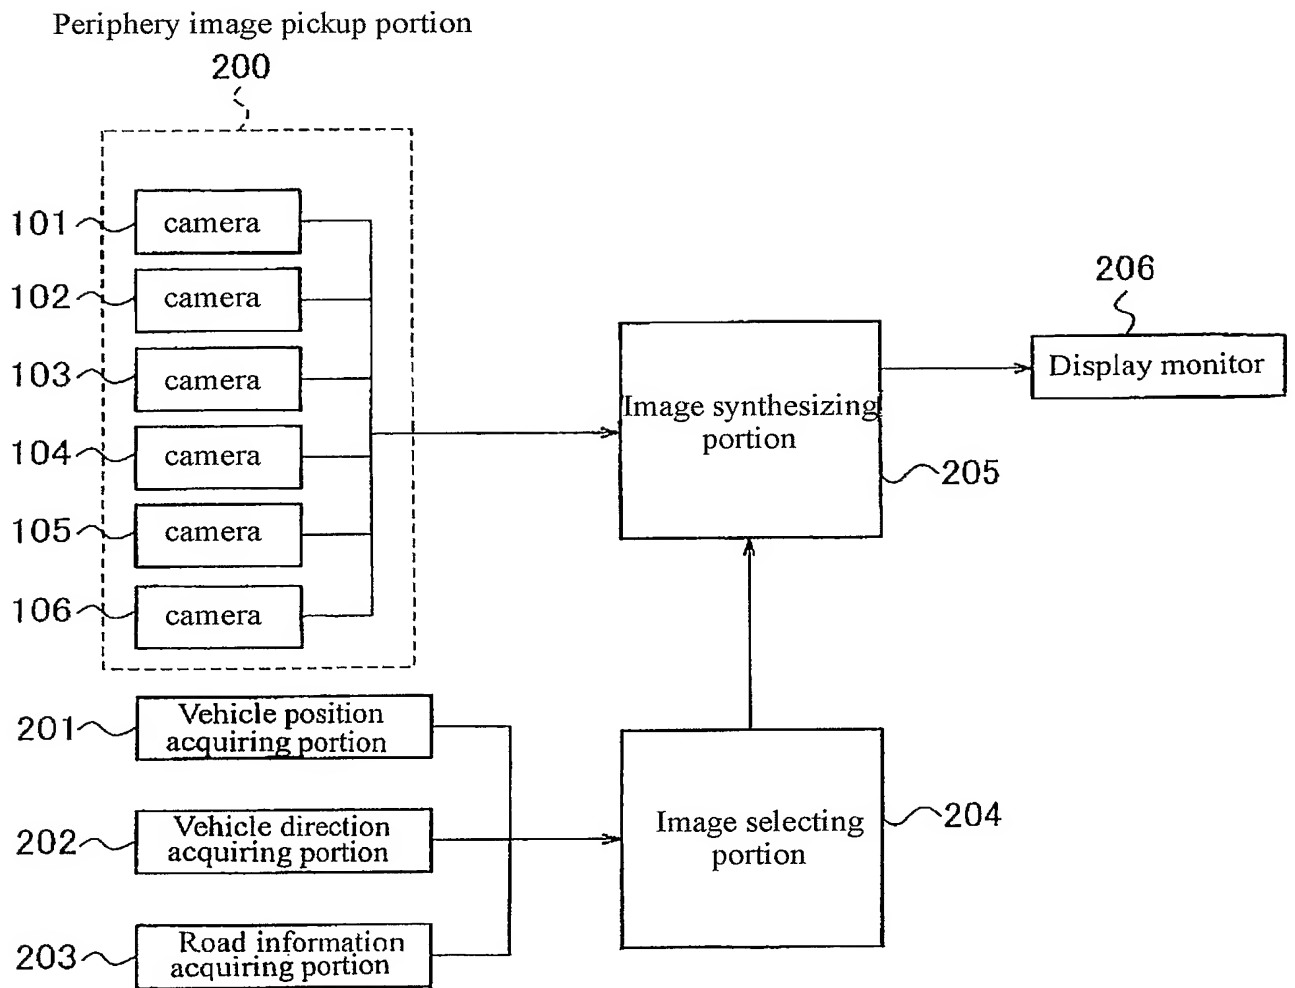 Periphery image pickup portion
200
101
camera
102
camera
103
camera
104
camera
105
camera
106
camera
206
Display monitor
Image synthesizing
portion
205
201
Vehicle position
acquiring portion
202
Vehicle direction
acquiring portion
203
Road information
acquiring portion
Image selecting
portion
204